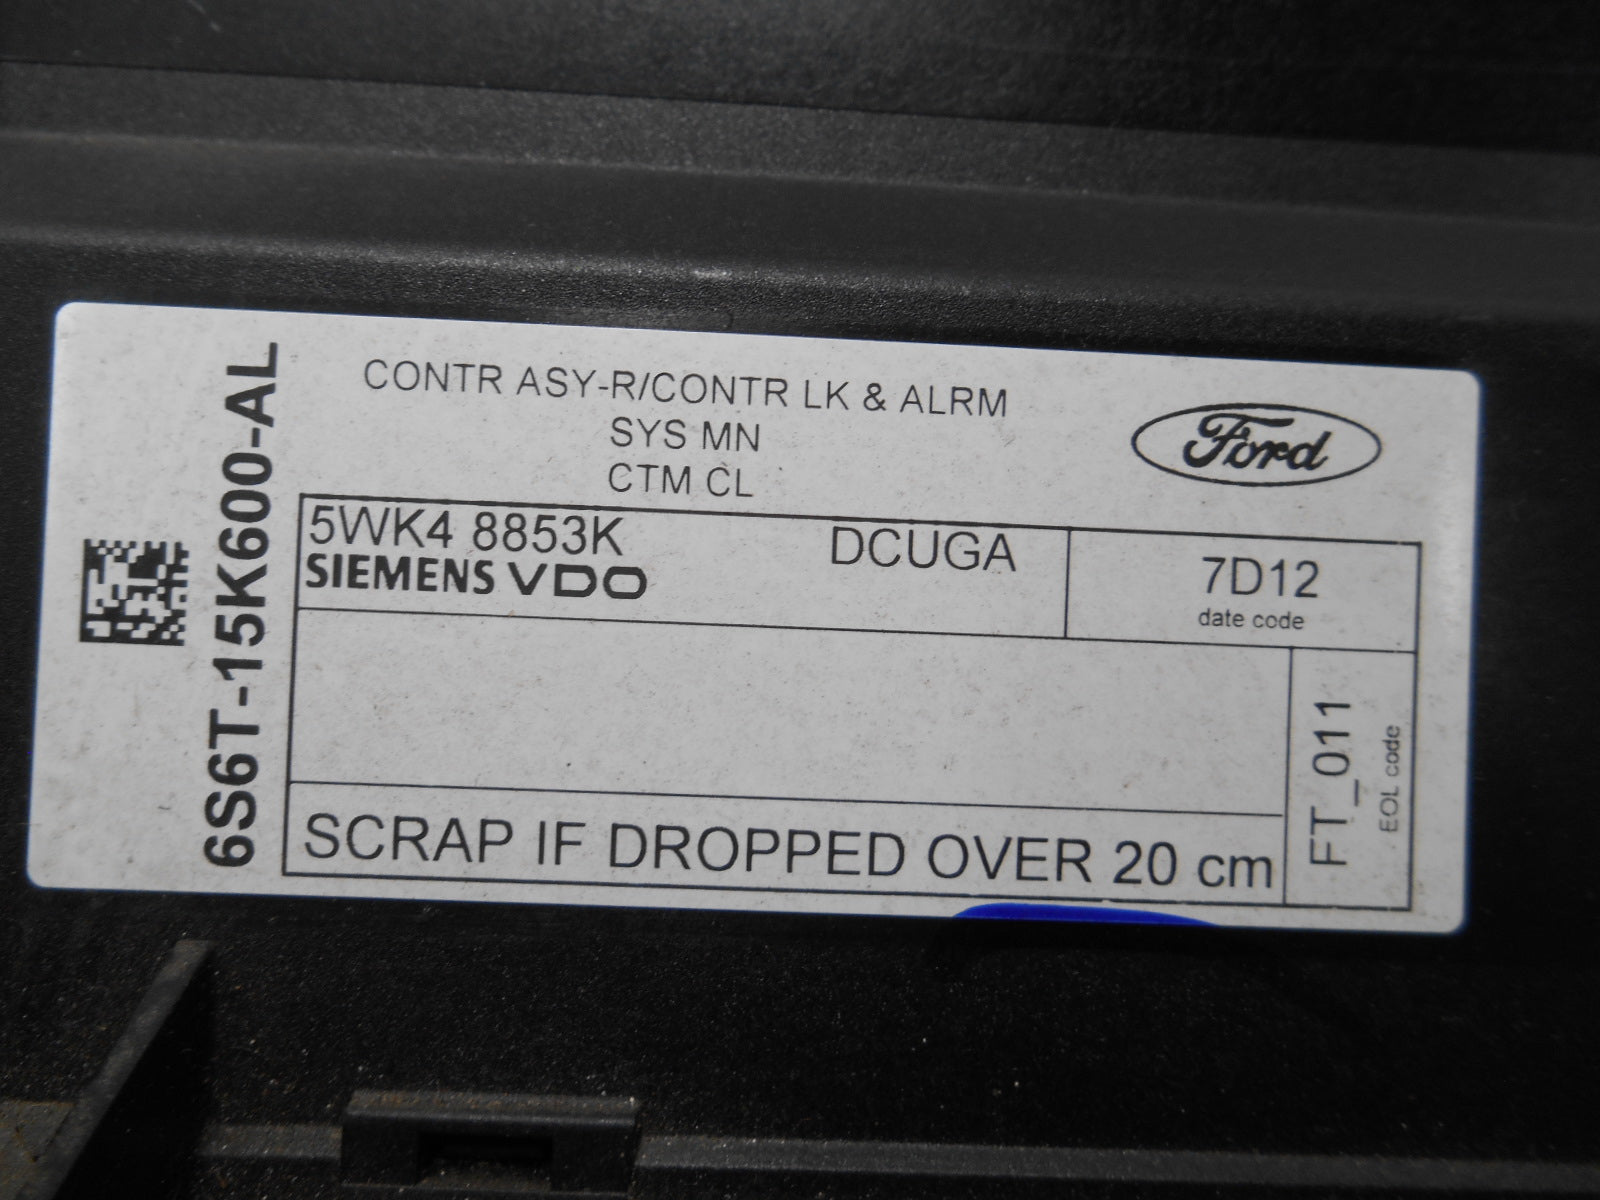 CONTR ASY-R/CONTR LK & ALRM
SYS MN
CTM CL
Ford
6S6T-15K600-AL
5WK4 8853K
DCUGA
SIEMENS VDO
7D12
date code
FT_011
EOL code
SCRAP IF DROPPED OVER 20 cm